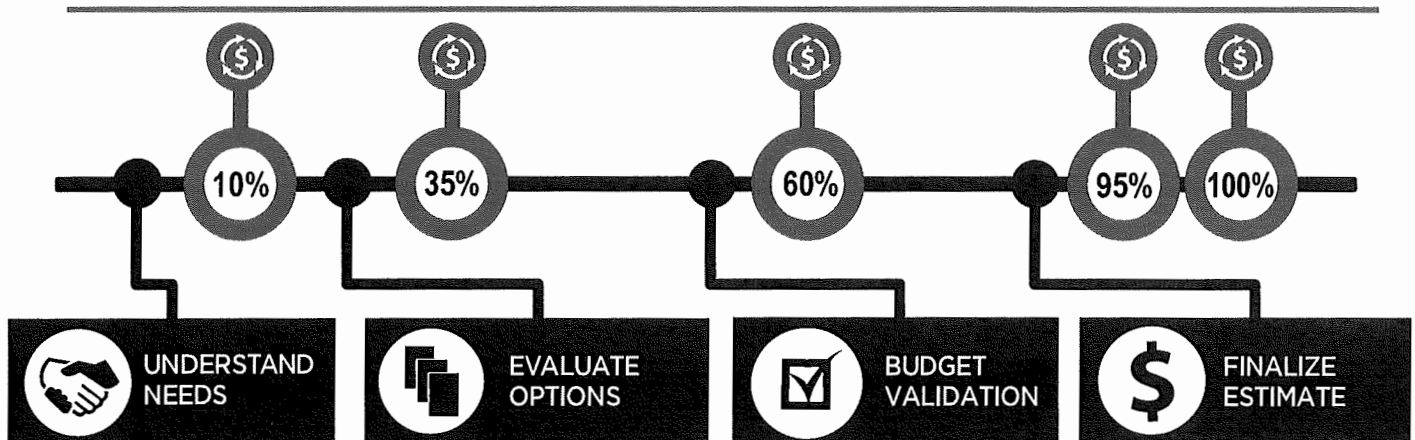 10%
35%
60%
95%
100%
UNDERSTAND
NEEDS
EVALUATE
OPTIONS
BUDGET
VALIDATION
$
FINALIZE
ESTIMATE